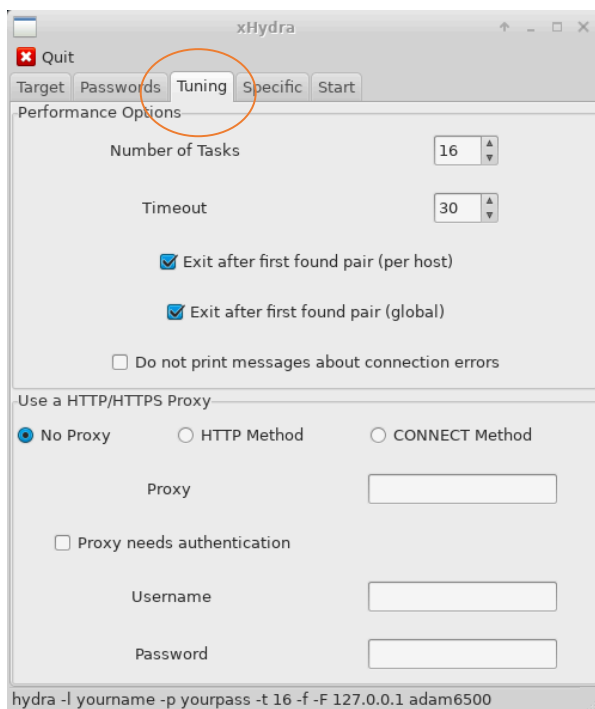 xHydra
Quit
Target Passwords Tuning Specific Start
Performance Options
Number of Tasks 16
Timeout 30
Exit after first found pair (per host)
Exit after first found pair (global)
Do not print messages about connection errors
Use a HTTP/HTTPS Proxy
No Proxy HTTP Method CONNECT Method
Proxy
Proxy needs authentication
Username
Password
hydra -l yourname -p yourpass -t 16 -f -F 127.0.0.1 adam6500